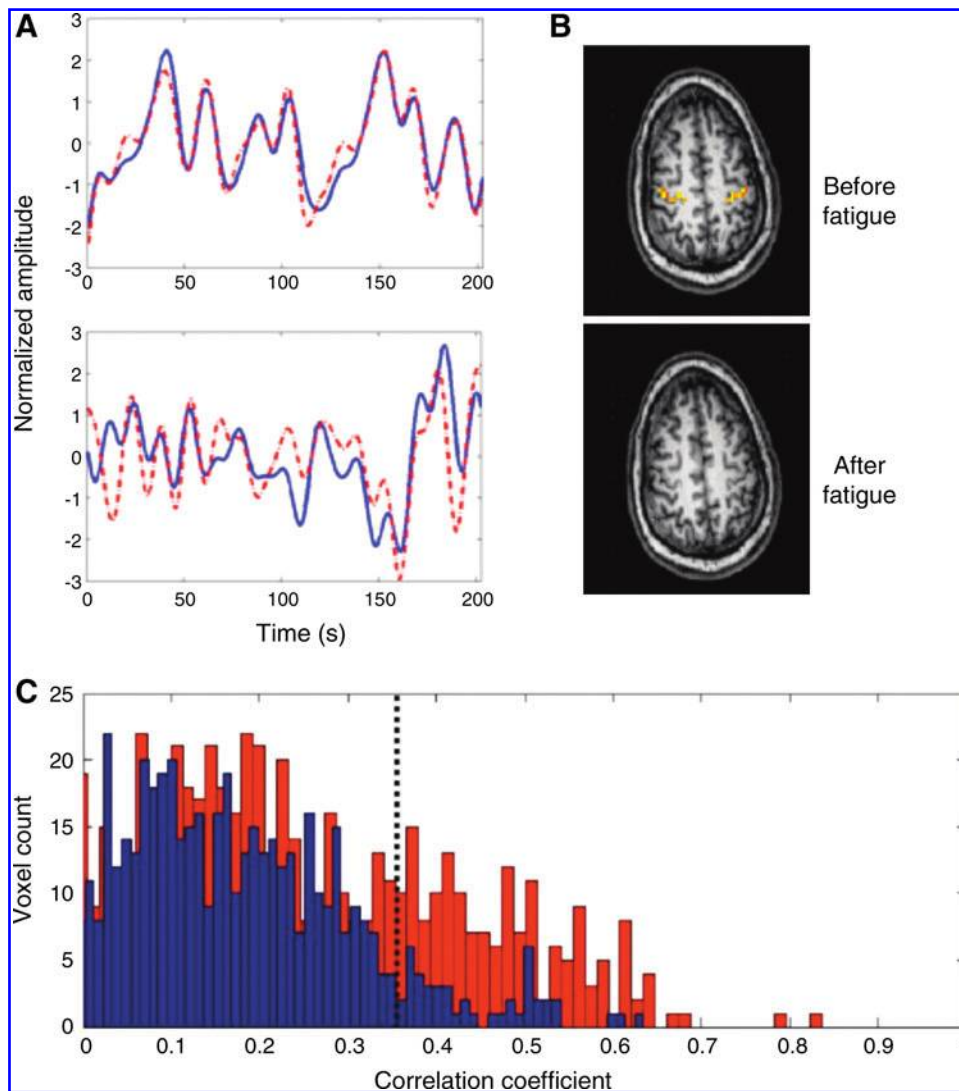 A
3
2
1
0
-1
-2
-3
0 50 100 150 200
3
2
1
0
-1
-2
-3
0 50 100 150 200
Normalized amplitude
Time (s)
B
Before
fatigue
After
fatigue
C
25
20
15
10
5
0
Voxel count
0 0.1 0.2 0.3 0.4 0.5 0.6 0.7 0.8 0.9
Correlation coefficient